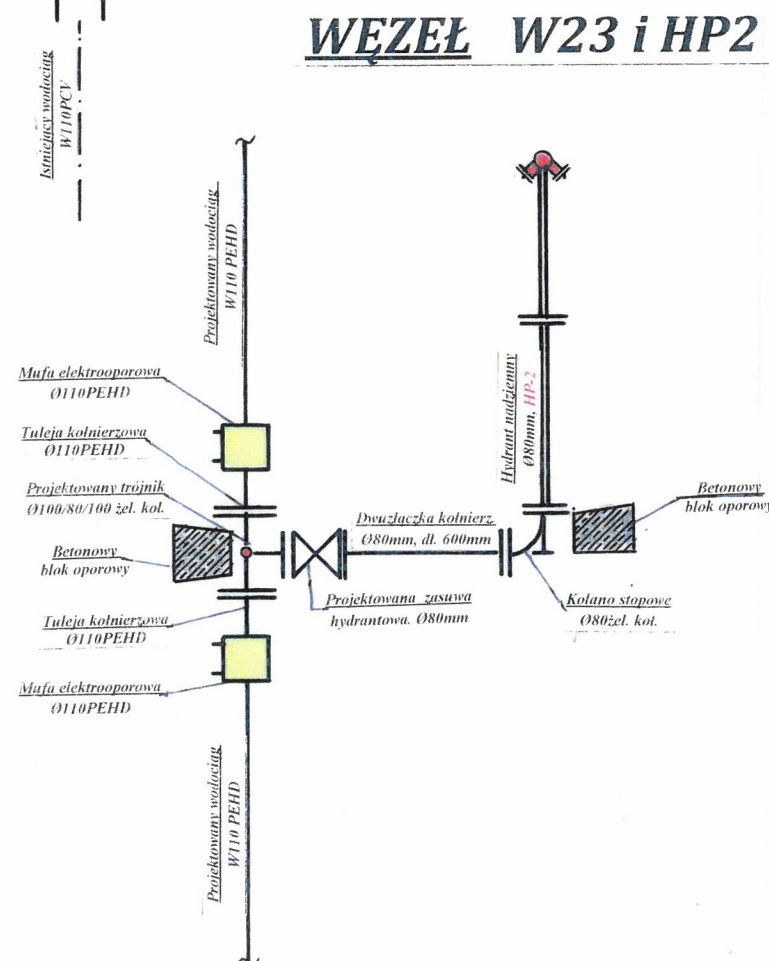 WĘZEŁ W23 i HP2
Istniejący wodociąg
W110PCV
Projektowany wodociąg
W110 PEHD
Mufa elektrooporowa
Ø110PEHD
Tuleja kołnierzowa
Ø110PEHD
Projektowany trójnik
Ø100/80/100 żel. koł.
Betonowy
blok oporowy
Tuleja kołnierzowa
Ø110PEHD
Mufa elektrooporowa
Ø110PEHD
Projektowany wodociąg
W110 PEHD
Dwuzłączka kołnierz
Ø80mm, dł. 600mm
Projektowana zasuwa
hydrantowa. Ø80mm
Hydrant nadziemny
Ø80mm, HP-2
Kolano stopowe
Ø80żel. koł.
Betonowy
blok oporowy